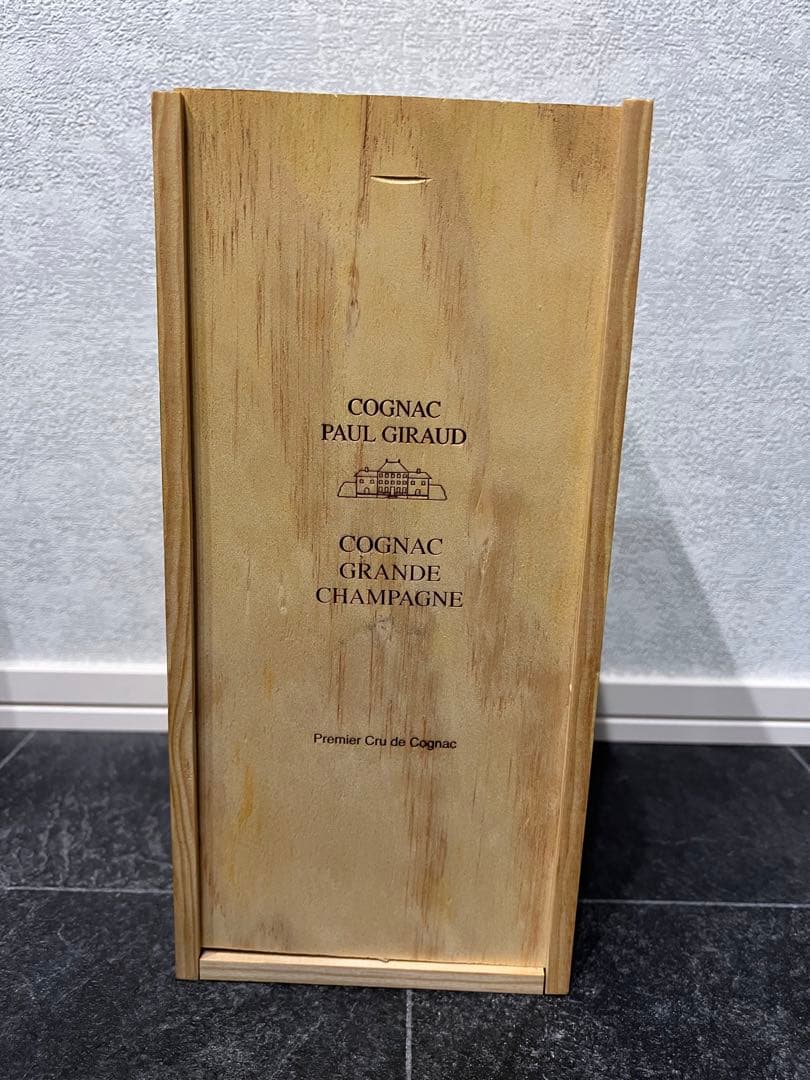 COGNAC
PAUL GIRAUD
COGNAC
GRANDE
CHAMPAGNE
Premier Cru de Cognac